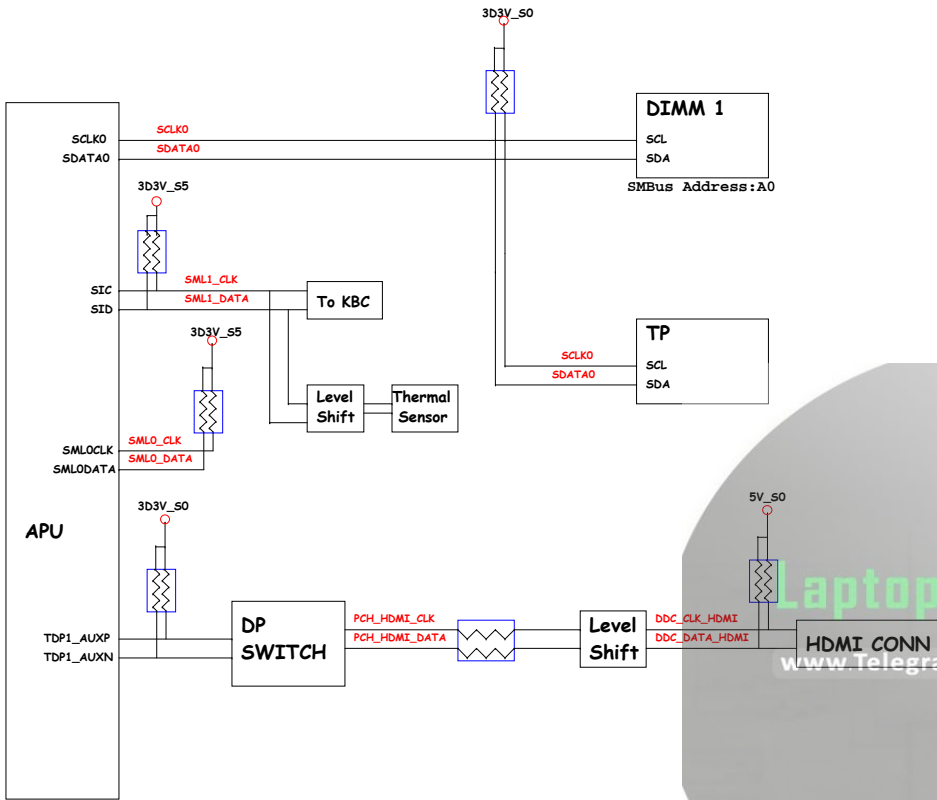 3D3V_S0
DIMM 1
SCLK0
SCLK0
SCL
SDATA0
SDATA0
SDA
SMBus Address:A0
3D3V_S5
SIC
SML1_CLK
To KBC
SID
SML1_DATA
3D3V_S5
TP
SCLK0
SCL
SDATA0
SDA
Level Shift
Thermal Sensor
SML0CLK
SML0_CLK
SML0DATA
SML0_DATA
3D3V_S0
5V_S0
APU
Laptop
TDP1_AUXP
DP SWITCH
PCH_HDMI_CLK
Level Shift
DDC_CLK_HDMI
TDP1_AUXN
PCH_HDMI_DATA
DDC_DATA_HDMI
HDMI CONN
www.Telegra